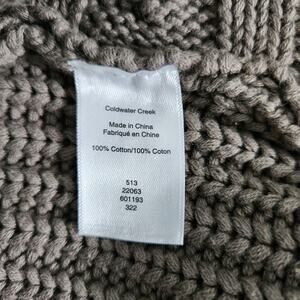 Coldwater Creek
Made in China
Fabriqué en Chine
100% Cotton/100% Coton
513
22063
601193
322